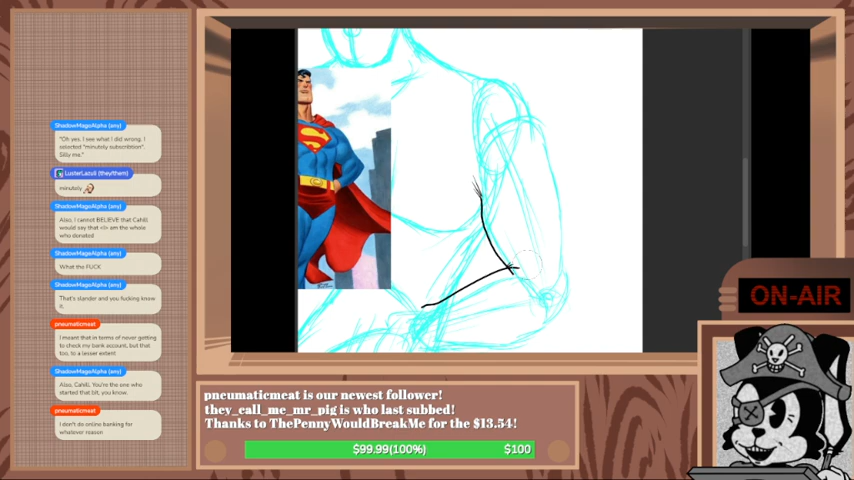 ShadowMagoAlpha (any)
"Oh yes, I see what I did wrong. I
selected "minutely subscription".
Silly me."
LusterLazuli (they/them)
minutely
ShadowMagoAlpha (any)
Also, I cannot BELIEVE that Cahill
would say that <I> am the whole
who donated
ShadowMagoAlpha (any)
What the FUCK
ShadowMagoAlpha (any)
That's slander and you fucking know
it.
pneumaticmeat
I meant that in terms of never getting
to check my bank account, but that
too, to a lesser extent
ShadowMagoAlpha (any)
Also, Cahill. You're the one who
started that bit, you know.
pneumaticmeat
I don't do online banking for
whatever reason
ON-AIR
pneumaticmeat is our newest follower!
they_call_me_mr_pig is who last subbed!
Thanks to ThePennyWouldBreakMe for the $13.54!
$99.99(100%)
$100